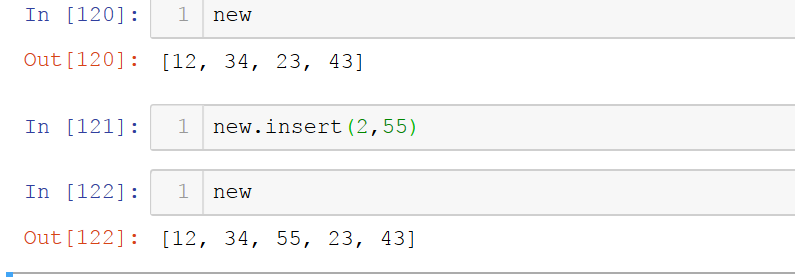 In [120]: 1 new
Out[120]: [12, 34, 23, 43]
In [121]: 1 new.insert(2,55)
In [122]: 1 new
Out[122]: [12, 34, 55, 23, 43]